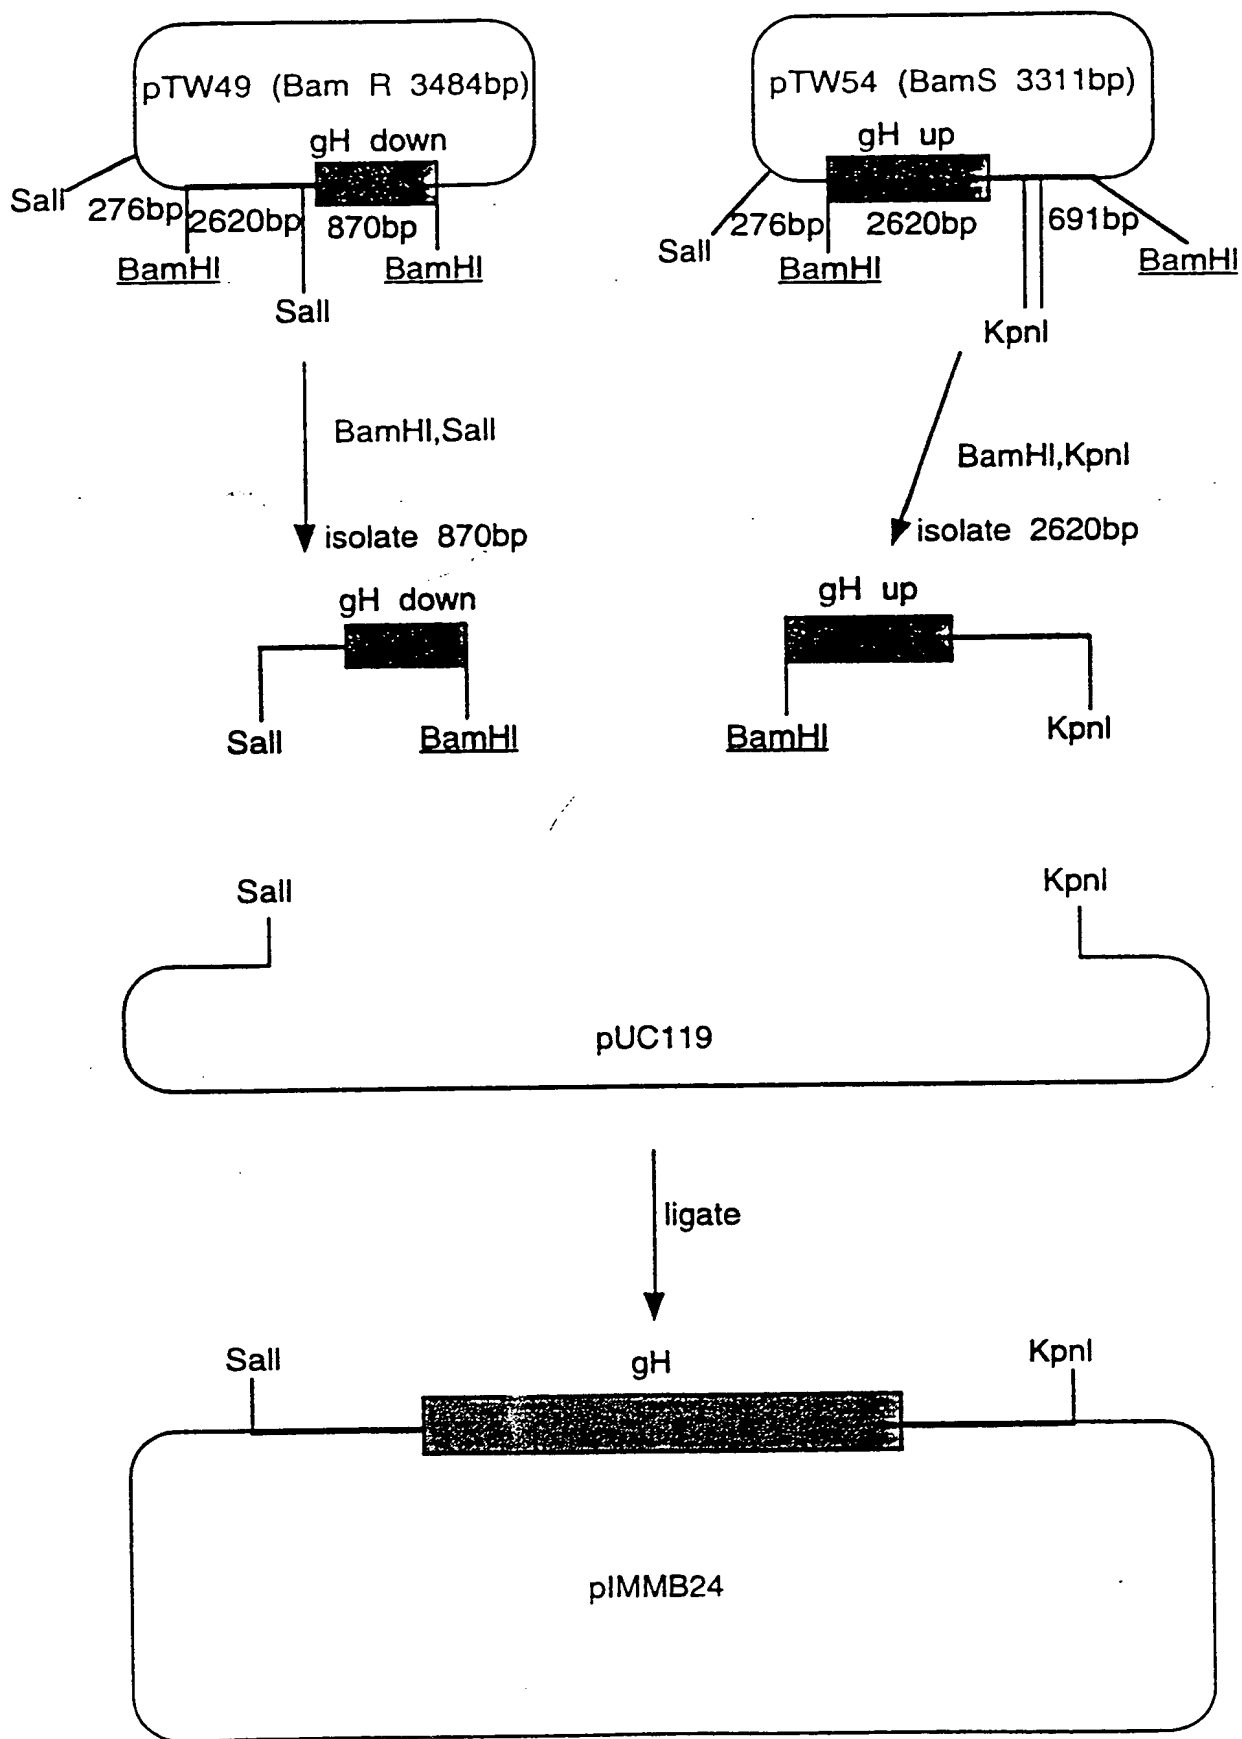 pTW49 (Bam R 3484bp)
gH down
SalI
276bp
2620bp
870bp
BamHI
BamHI
SalI
pTW54 (BamS 3311bp)
gH up
SalI
276bp
2620bp
691bp
BamHI
BamHI
KpnI
BamHI,SalI
BamHI,KpnI
isolate 870bp
isolate 2620bp
gH down
gH up
SalI
BamHI
BamHI
KpnI
SalI
KpnI
pUC119
ligate
SalI
gH
KpnI
pIMMB24